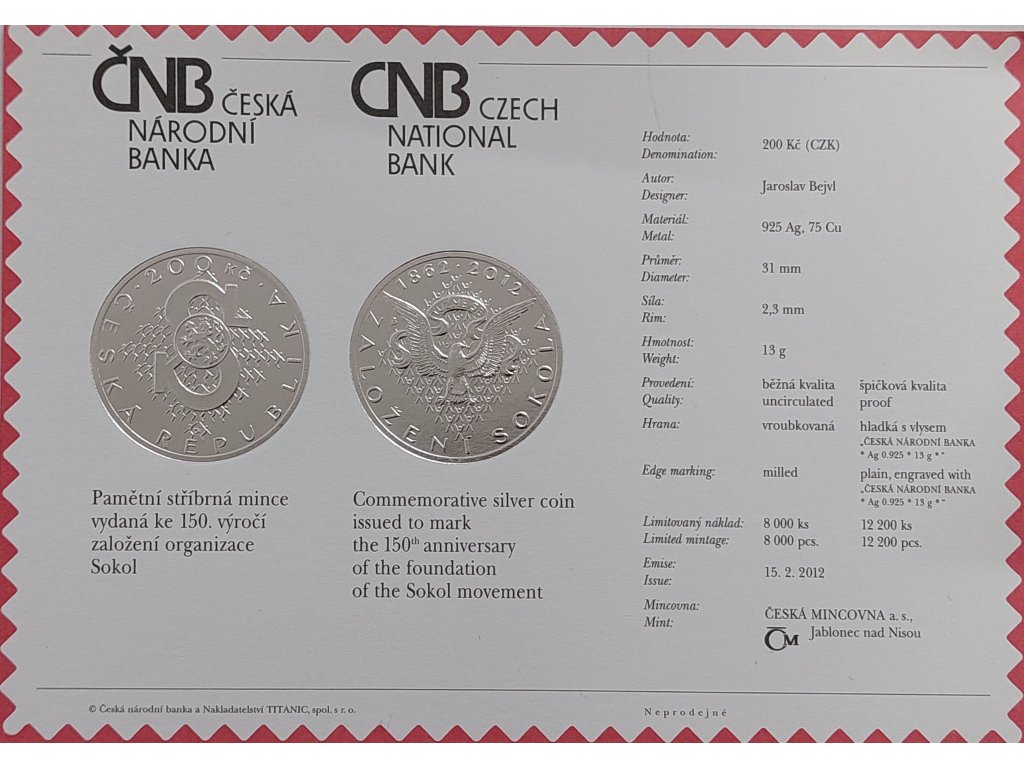 ČNB ČESKÁ
NÁRODNÍ
BANKA
CNB CZECH
NATIONAL
BANK
ČESKÁ REPUBLIKA · 200 Kč ·
1862 · 2012
ZALOŽENÍ SOKOLA
Pamětní stříbrná mince
vydaná ke 150. výročí
založení organizace
Sokol
Commemorative silver coin
issued to mark
the 150th anniversary
of the foundation
of the Sokol movement
Hodnota:
Denomination:
200 Kč (CZK)
Autor:
Designer:
Jaroslav Bejvl
Materiál:
Metal:
925 Ag, 75 Cu
Průměr:
Diameter:
31 mm
Síla:
Rim:
2,3 mm
Hmotnost:
Weight:
13 g
Provedení: běžná kvalita špičková kvalita
Quality: uncirculated proof
Hrana: vroubkovaná hladká s vlysem
„ČESKÁ NÁRODNÍ BANKA
* Ag 0.925 * 13 g *“
Edge marking: milled plain, engraved with
„ČESKÁ NÁRODNÍ BANKA
* Ag 0.925 * 13 g *“
Limitovaný náklad: 8 000 ks 12 200 ks
Limited mintage: 8 000 pcs. 12 200 pcs.
Emise:
Issue:
15. 2. 2012
Mincovna:
Mint:
ČESKÁ MINCOVNA a. s.,
ČM Jablonec nad Nisou
© Česká národní banka a Nakladatelství TITANIC, spol. s r. o.
Neprodejné